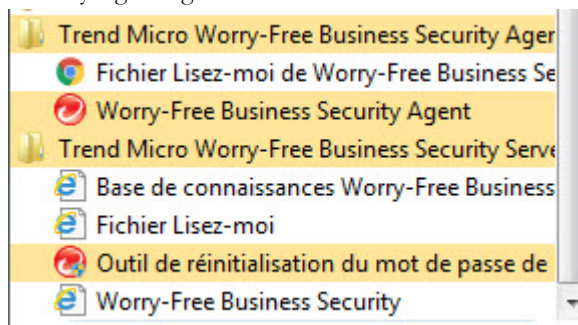 Trend Micro Worry-Free Business Security Ager
Fichier Lisez-moi de Worry-Free Business Se
Worry-Free Business Security Agent
Trend Micro Worry-Free Business Security Serve
Base de connaissances Worry-Free Business
Fichier Lisez-moi
Outil de réinitialisation du mot de passe de
Worry-Free Business Security